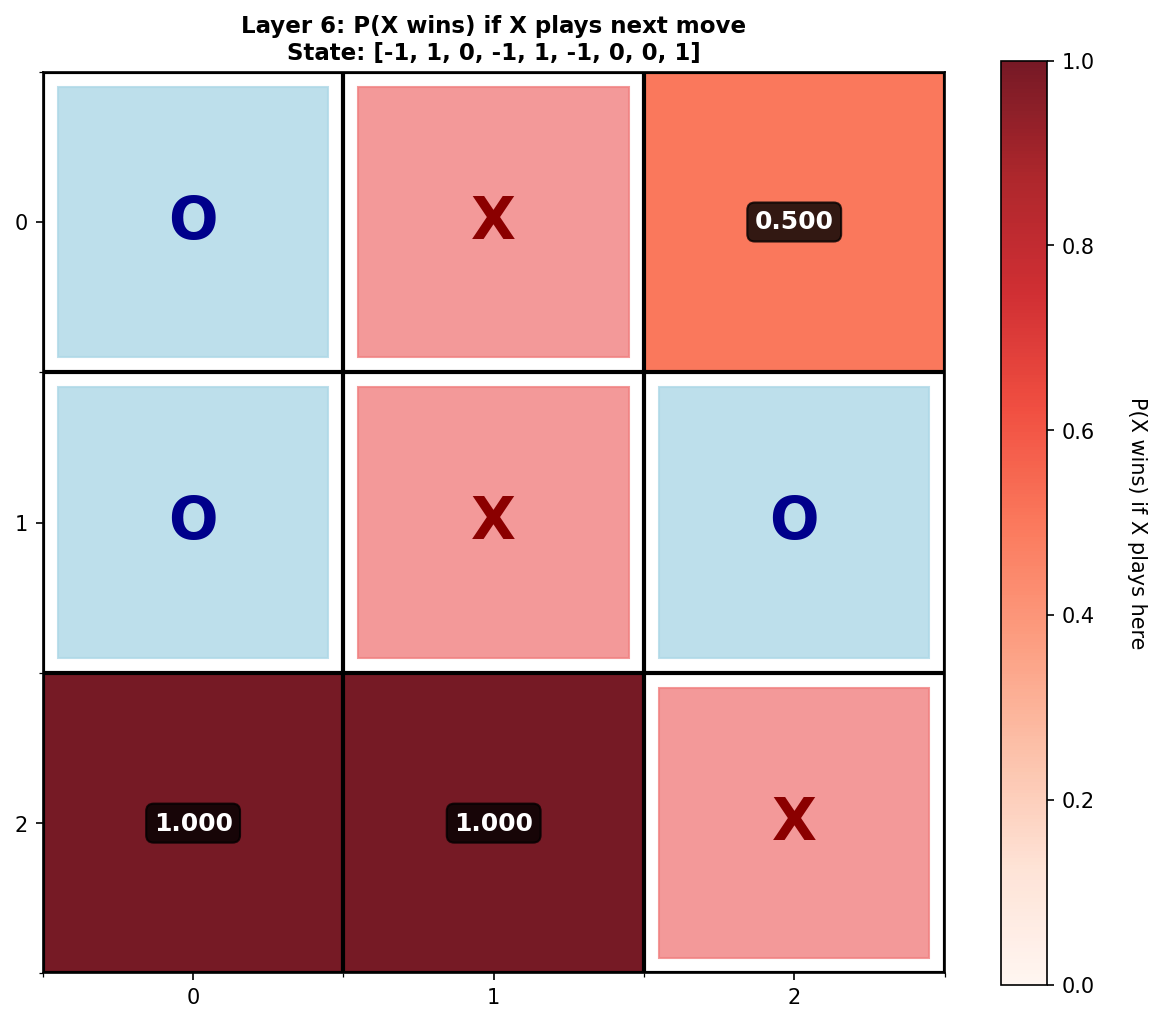 Layer 6: P(X wins) if X plays next move
State: [-1, 1, 0, -1, 1, -1, 0, 0, 1]
0
O
X
0.500
1
O
X
O
2
1.000
1.000
X
0
1
2
1.0
0.8
0.6
0.4
0.2
0.0
P(X wins) if X plays here